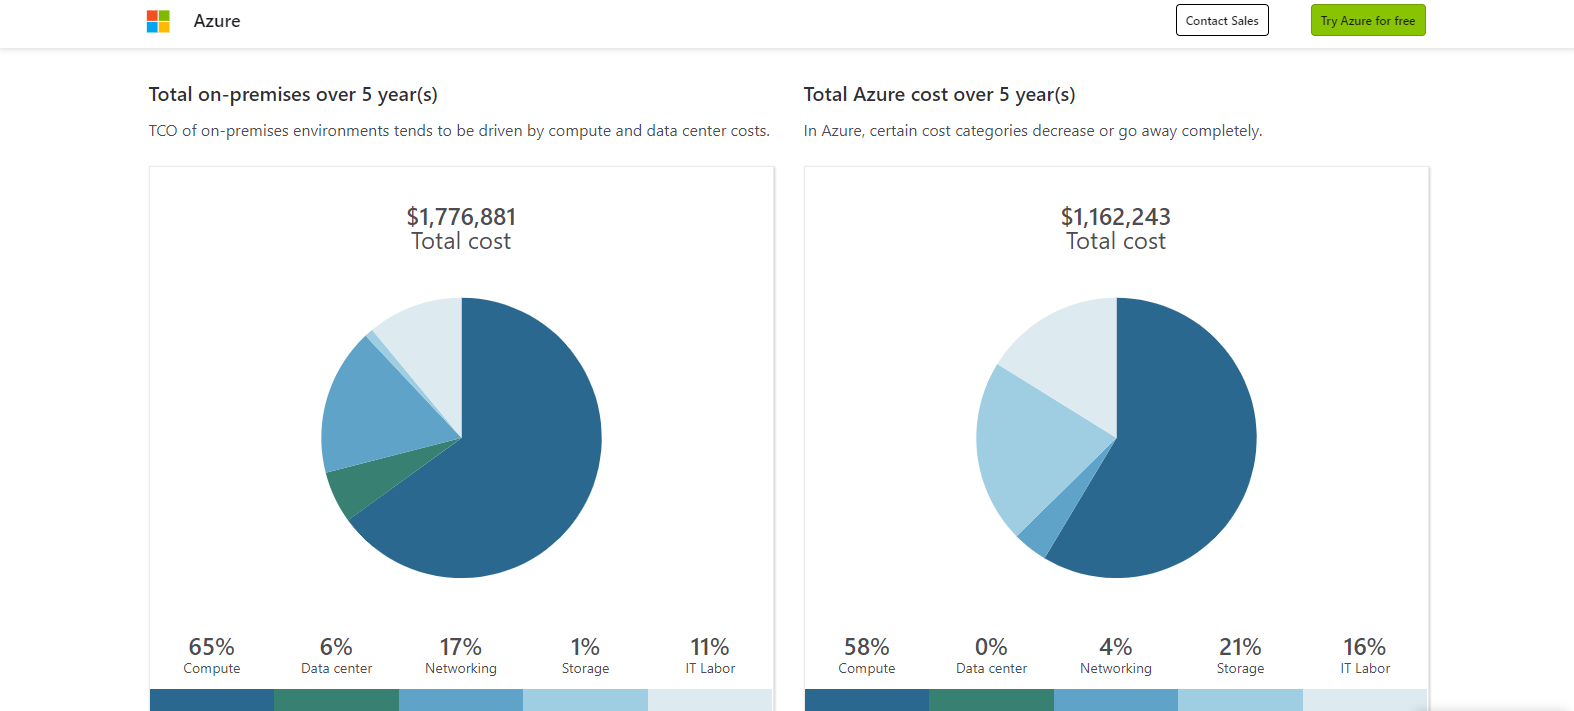 Azure
Contact Sales
Try Azure for free
Total on-premises over 5 year(s)
TCO of on-premises environments tends to be driven by compute and data center costs.
$1,776,881
Total cost
65%
Compute
6%
Data center
17%
Networking
1%
Storage
11%
IT Labor
Total Azure cost over 5 year(s)
In Azure, certain cost categories decrease or go away completely.
$1,162,243
Total cost
58%
Compute
0%
Data center
4%
Networking
21%
Storage
16%
IT Labor